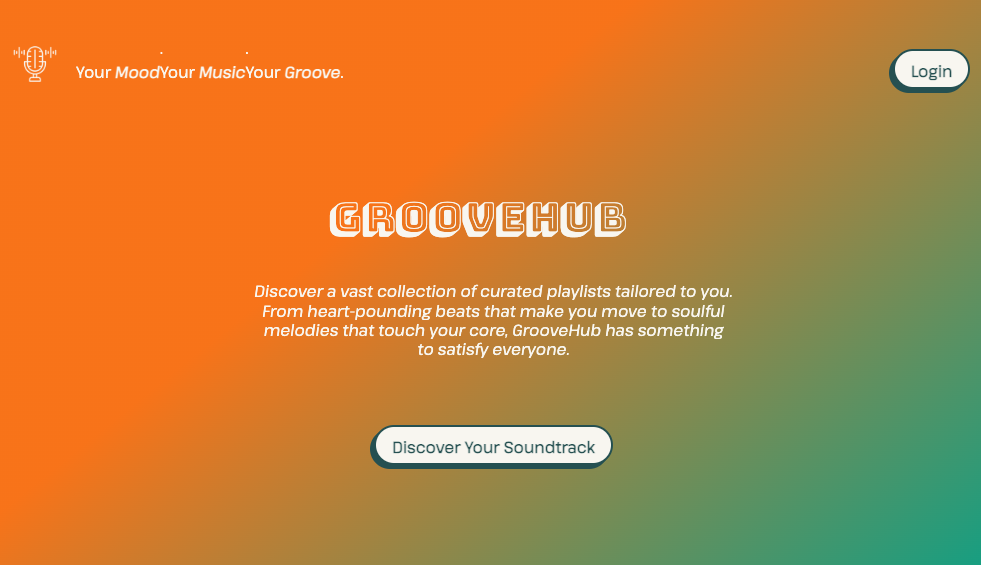 Your MoodYour MusicYour Groove.
Login
GROOVEHUB
Discover a vast collection of curated playlists tailored to you.
From heart-pounding beats that make you move to soulful
melodies that touch your core, GrooveHub has something
to satisfy everyone.
Discover Your Soundtrack